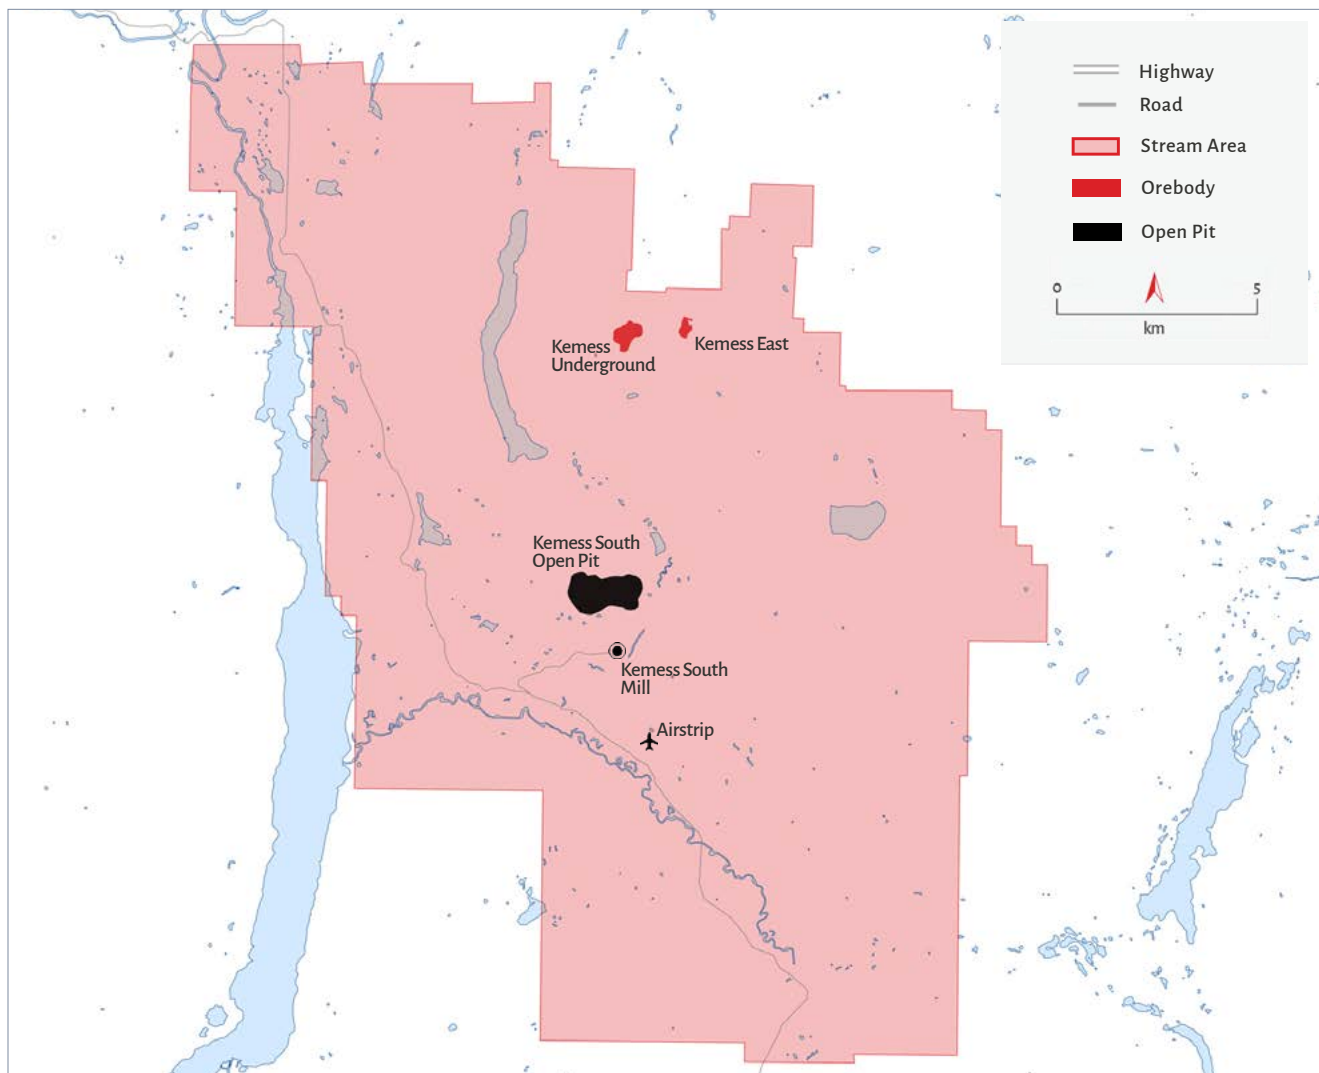 Highway
Road
Stream Area
Orebody
Open Pit
0 5
km
Kemess
Underground
Kemess East
Kemess South
Open Pit
Kemess South
Mill
Airstrip